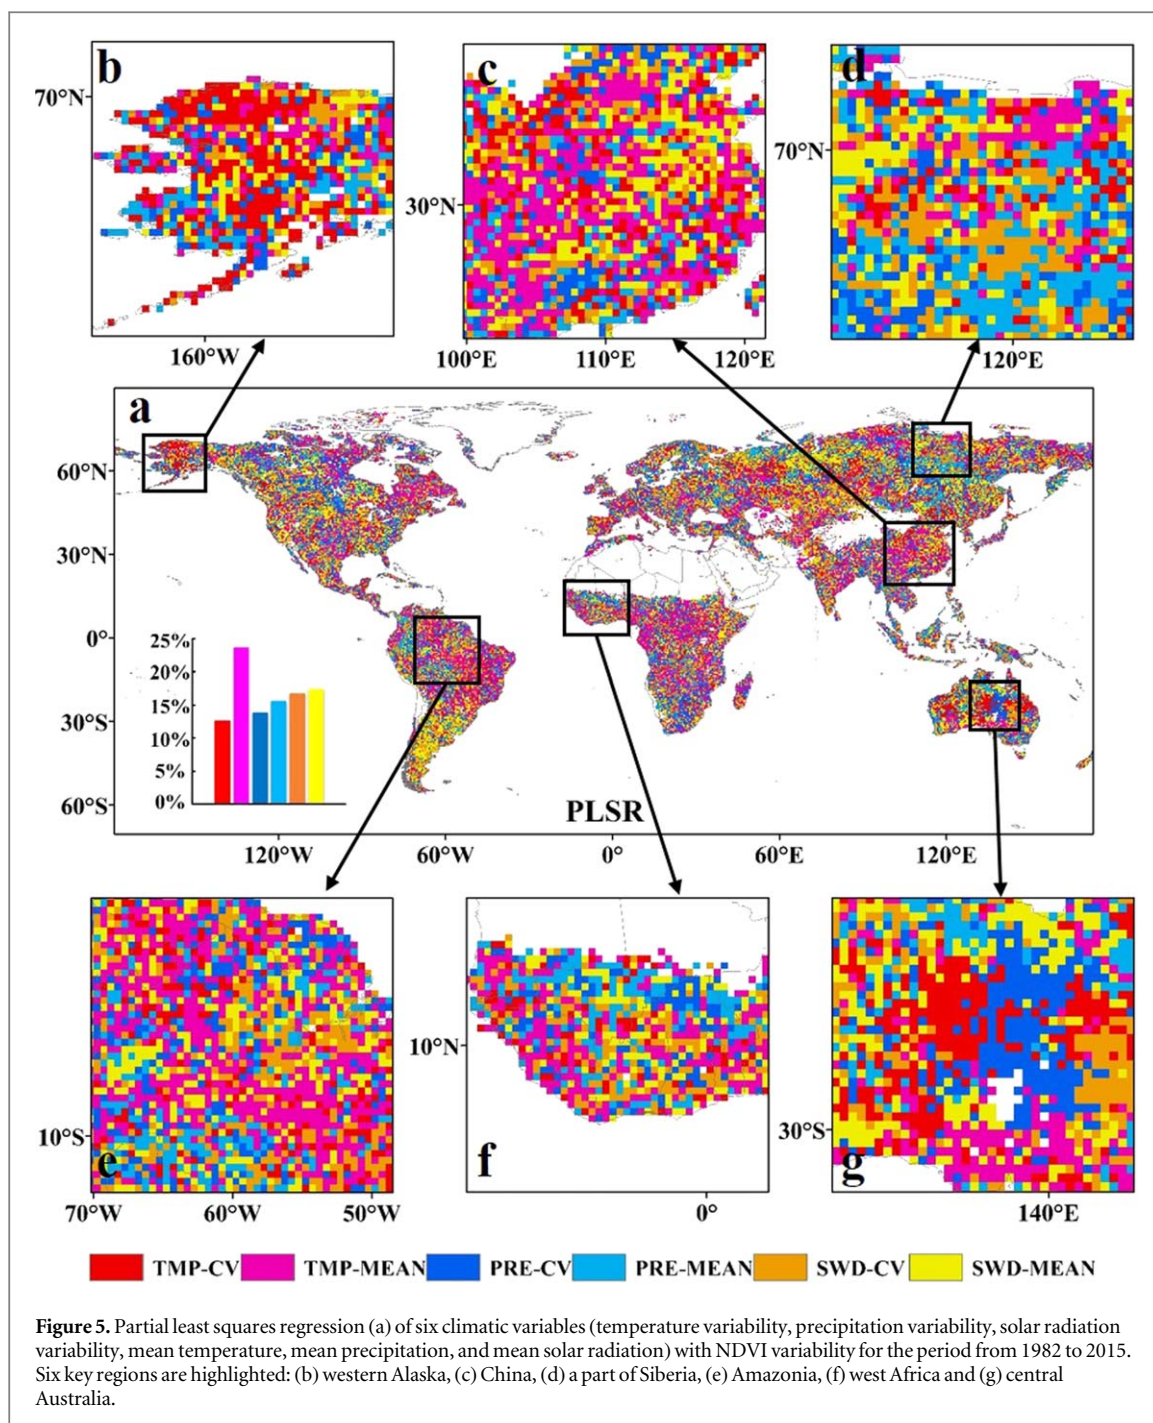 b
70°N
160°W
c
30°N
100°E 110°E 120°E
d
70°N
120°E
a
60°N
30°N
0°
30°S
60°S
25%
20%
15%
10%
5%
0%
PLSR
120°W 60°W 0° 60°E 120°E
e
10°S
70°W 60°W 50°W
f
10°N
0°
g
30°S
140°E
TMP-CV TMP-MEAN PRE-CV PRE-MEAN SWD-CV SWD-MEAN
Figure 5. Partial least squares regression (a) of six climatic variables (temperature variability, precipitation variability, solar radiation
variability, mean temperature, mean precipitation, and mean solar radiation) with NDVI variability for the period from 1982 to 2015.
Six key regions are highlighted: (b) western Alaska, (c) China, (d) a part of Siberia, (e) Amazonia, (f) west Africa and (g) central
Australia.